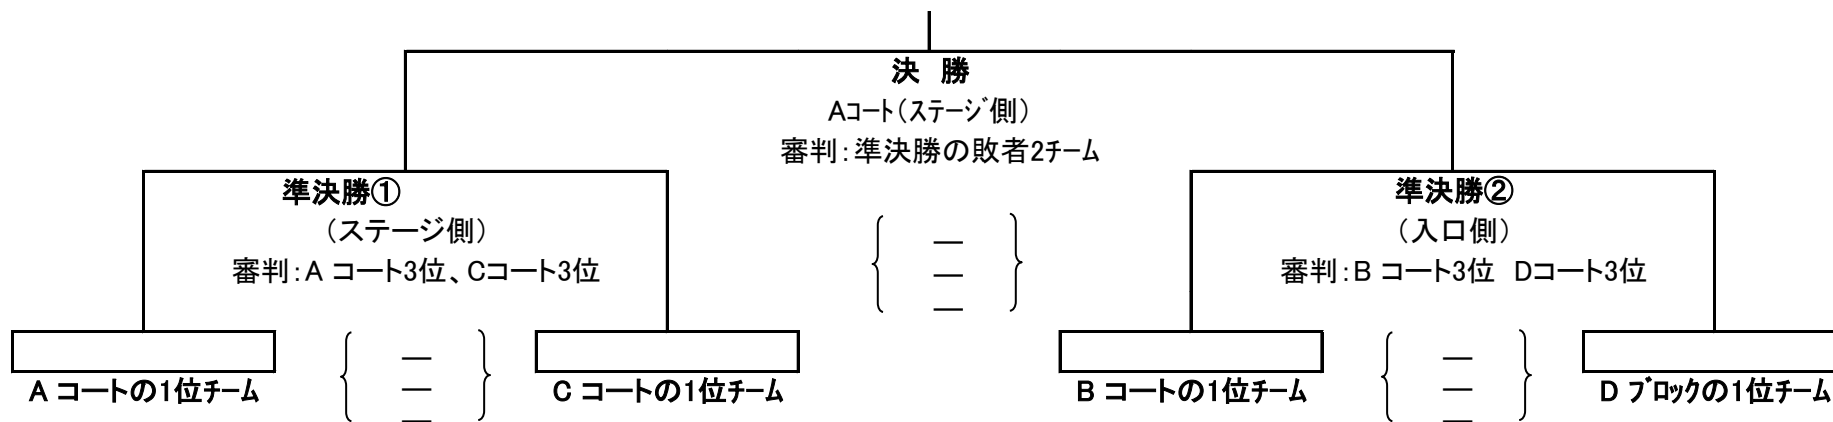 決 勝
Aコート(ステージ側)
審判:準決勝の敗者2チーム
準決勝①
(ステージ側)
審判:A コート3位、Cコート3位
準決勝②
(入口側)
審判:B コート3位 Dコート3位
A コートの1位チーム
C コートの1位チーム
B コートの1位チーム
D ブロックの1位チーム